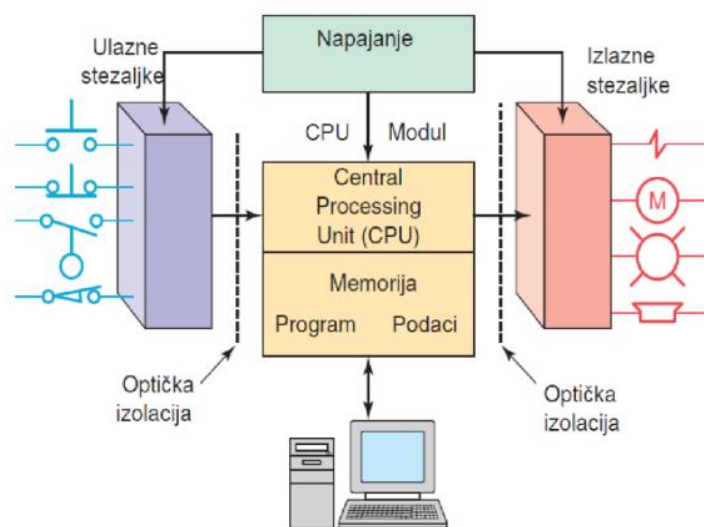 Ulazne
stezaljke
Napajanje
Izlazne
stezaljke
CPU Modul
Central
Processing
Unit (CPU)
Memorija
Program Podaci
M
Optička
izolacija
Optička
izolacija